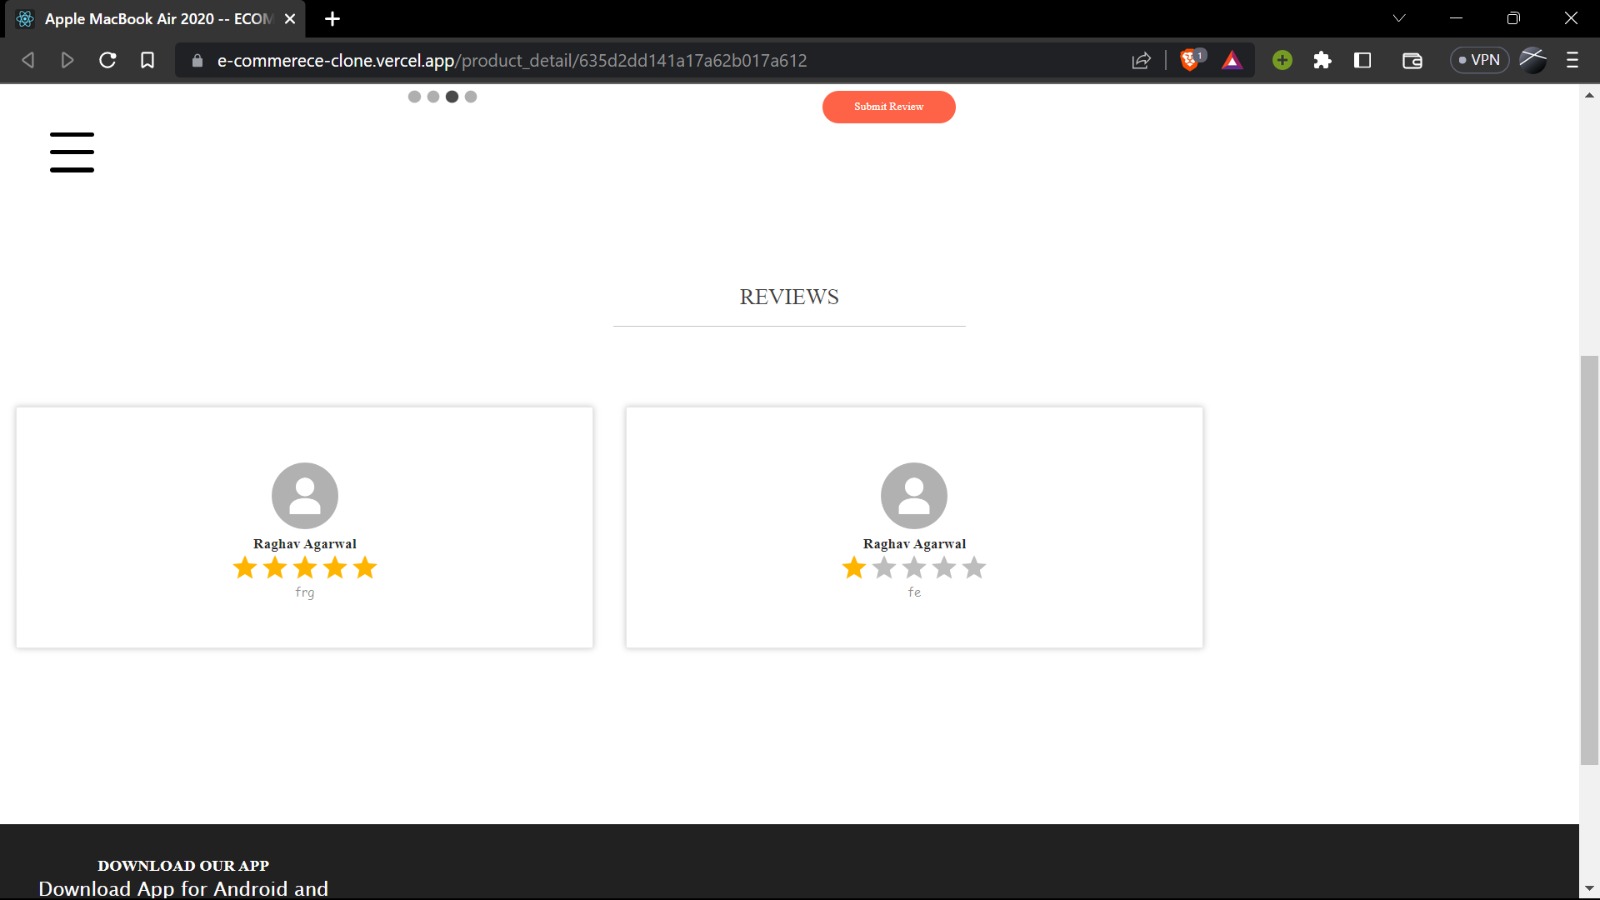 Apple MacBook Air 2020 -- ECOM
e-commerece-clone.vercel.app/product_detail/635d2dd141a17a62b017a612
1
VPN
Submit Review
REVIEWS
Raghav Agarwal
frg
Raghav Agarwal
fe
DOWNLOAD OUR APP
Download App for Android and